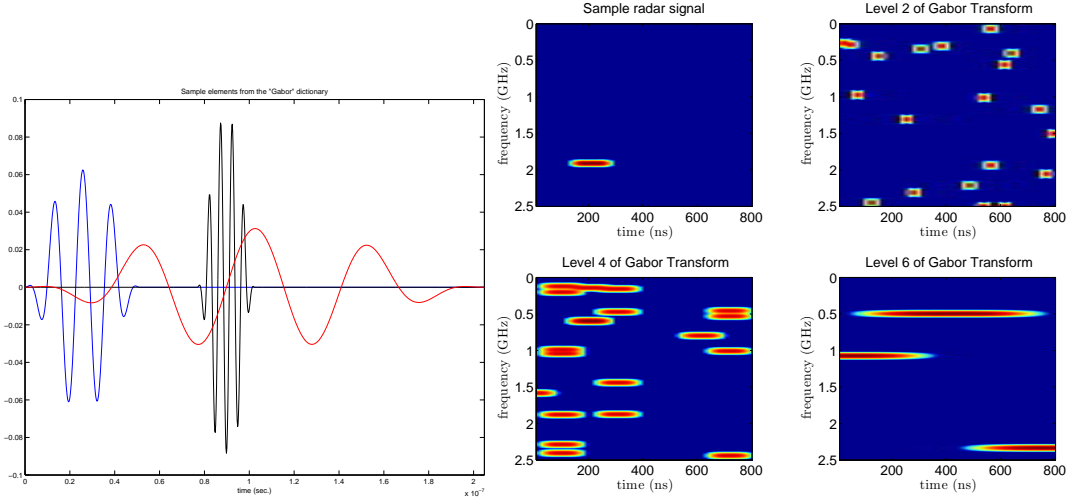 Sample elements from the "Gabor" dictionary
0.1
0.08
0.06
0.04
0.02
0
-0.02
-0.04
-0.06
-0.08
-0.1
0 0.2 0.4 0.6 0.8 1 1.2 1.4 1.6 1.8 2
time (sec.)
x 10⁻⁷
Sample radar signal
frequency (GHz)
0
0.5
1
1.5
2
2.5
200 400 600 800
time (ns)
Level 2 of Gabor Transform
frequency (GHz)
0
0.5
1
1.5
2
2.5
200 400 600 800
time (ns)
Level 4 of Gabor Transform
frequency (GHz)
0
0.5
1
1.5
2
2.5
200 400 600 800
time (ns)
Level 6 of Gabor Transform
frequency (GHz)
0
0.5
1
1.5
2
2.5
200 400 600 800
time (ns)